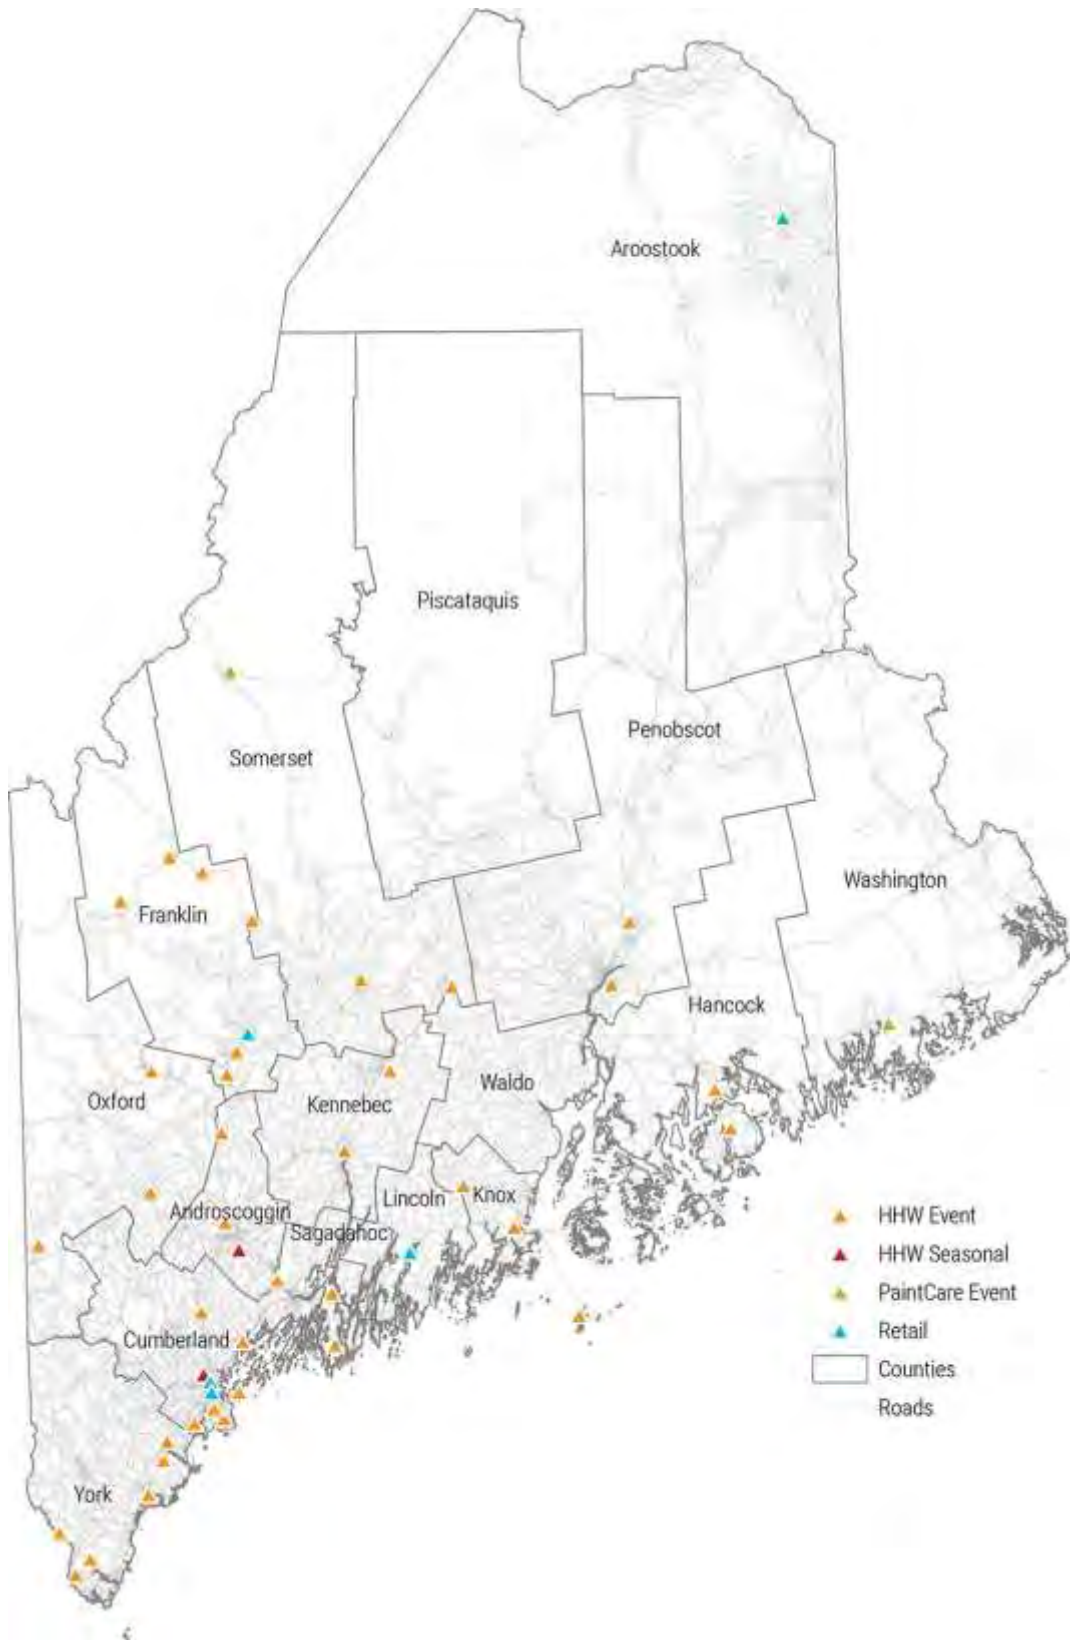 Aroostook
Piscataquis
Penobscot
Somerset
Washington
Franklin
Hancock
Waldo
Oxford
Kennebec
Lincoln
Knox
Androscoggin
Sagadahoc
Cumberland
York
HHW Event
HHW Seasonal
PaintCare Event
Retail
Counties
Roads